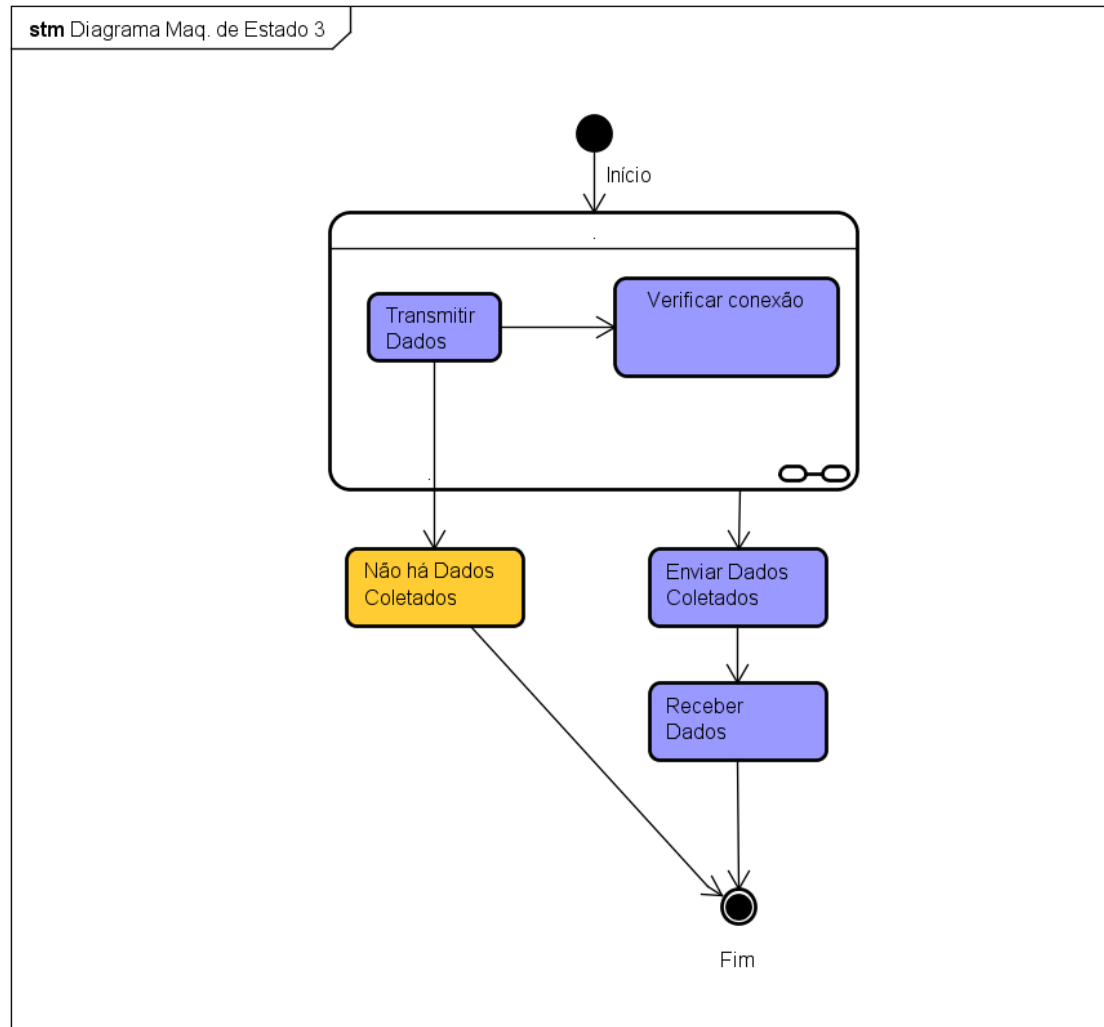 stm Diagrama Maq. de Estado 3
Início
.
Transmitir
Dados
Verificar conexão
.
Não há Dados
Coletados
Enviar Dados
Coletados
Receber
Dados
Fim